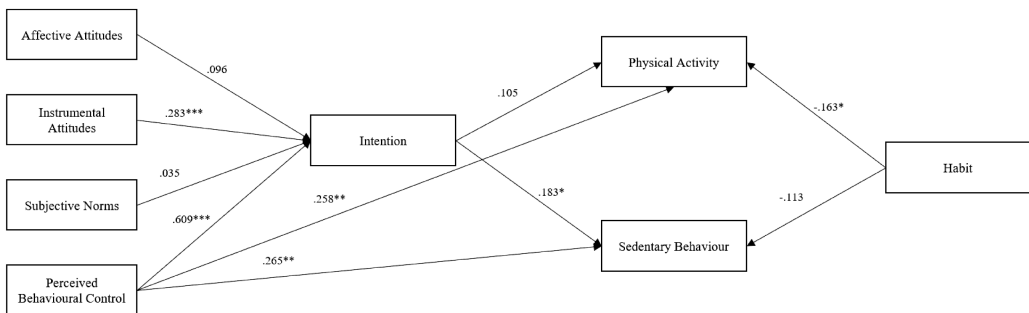 Affective Attitudes
.096
Instrumental
Attitudes
.283***
Subjective Norms
.035
Perceived
Behavioural Control
.609***
.258**
.265**
Intention
.105
.183*
Physical Activity
Sedentary Behaviour
-.163*
-.113
Habit